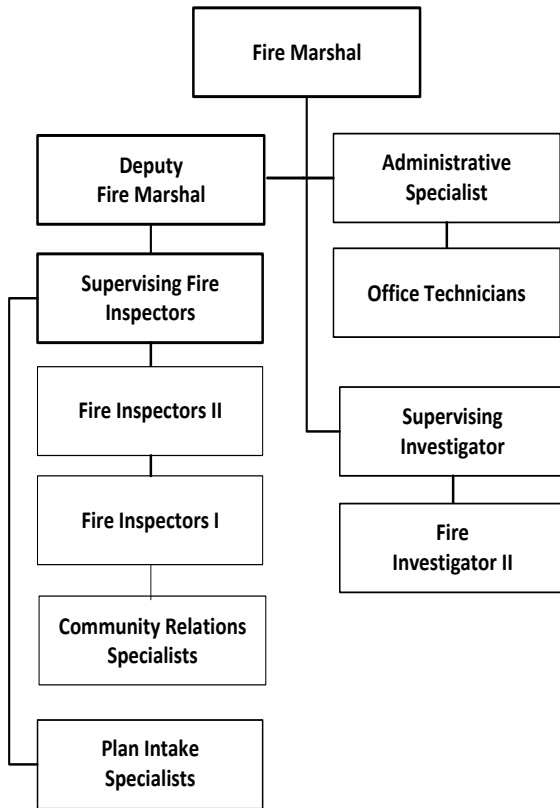 Fire Marshal
Deputy
Fire Marshal
Administrative
Specialist
Supervising Fire
Inspectors
Office Technicians
Fire Inspectors II
Supervising
Investigator
Fire Inspectors I
Fire
Investigator II
Community Relations
Specialists
Plan Intake
Specialists